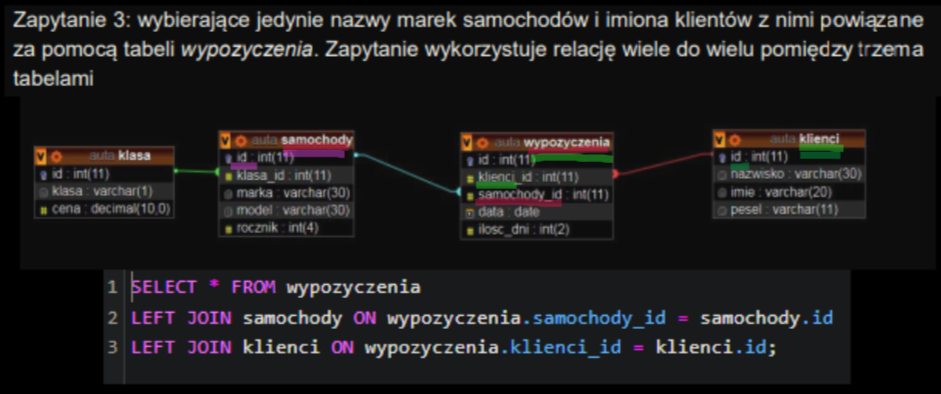 Zapytanie 3: wybierające jedynie nazwy marek samochodów i imiona klientów z nimi powiązane
za pomocą tabeli wypozyczenia. Zapytanie wykorzystuje relację wiele do wielu pomiędzy trzema
tabelami
auta klasa
id : int(11)
klasa : varchar(1)
cena : decimal(10,0)
auta samochody
id : int(11)
klasa_id : int(11)
marka : varchar(30)
model : varchar(30)
rocznik : int(4)
auta wypozyczenia
id : int(11)
klienci_id : int(11)
samochody_id : int(11)
data : date
ilosc_dni : int(2)
auta klienci
id : int(11)
nazwisko : varchar(30)
imie : varchar(20)
pesel : varchar(11)
1 SELECT * FROM wypozyczenia
2 LEFT JOIN samochody ON wypozyczenia.samochody_id = samochody.id
3 LEFT JOIN klienci ON wypozyczenia.klienci_id = klienci.id;